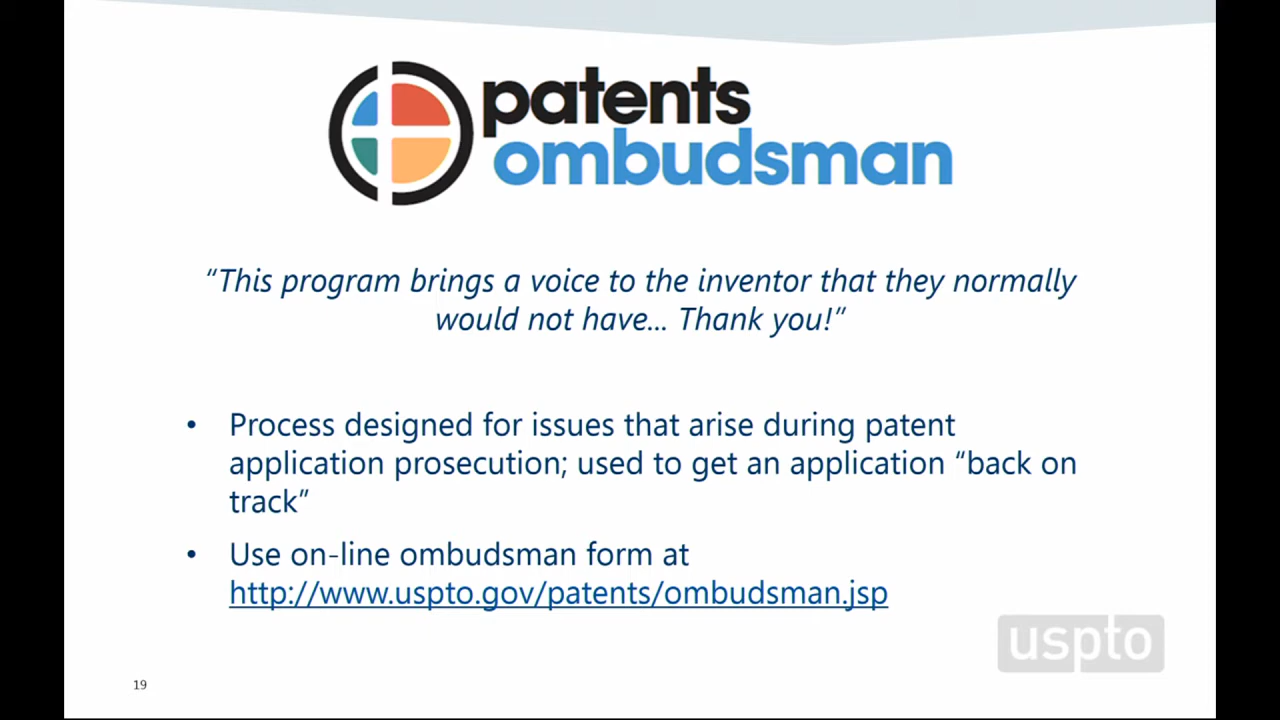 patents
ombudsman
“This program brings a voice to the inventor that they normally
would not have... Thank you!”
• Process designed for issues that arise during patent
application prosecution; used to get an application “back on
track”
• Use on-line ombudsman form at
http://www.uspto.gov/patents/ombudsman.jsp
uspto
19